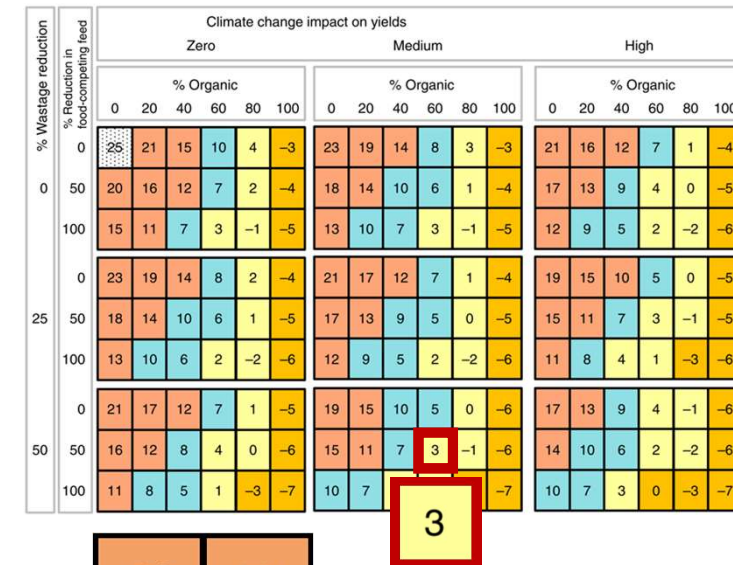 Climate change impact on yields
Zero Medium High
% Wastage reduction
% Reduction in
food-competing feed
% Organic % Organic % Organic
0 20 40 60 80 100 0 20 40 60 80 100 0 20 40 60 80
0 25 21 15 10 4 –3 23 19 14 8 3 –3 21 16 12 7 1 –4
0 50 20 16 12 7 2 –4 18 14 10 6 1 –4 17 13 9 4 0 –5
100 15 11 7 3 –1 –5 13 10 7 3 –1 –5 12 9 5 2 –2 –6
0 23 19 14 8 2 –4 21 17 12 7 1 –4 19 15 10 5 0 –5
25 50 18 14 10 6 1 –5 17 13 9 5 0 –5 15 11 7 3 –1 –5
100 13 10 6 2 –2 –6 12 9 5 2 –2 –6 11 8 4 1 –3 –6
0 21 17 12 7 1 –5 19 15 10 5 0 –6 17 13 9 4 –1 –6
50 50 16 12 8 4 0 –6 15 11 7 3 –1 –6 14 10 6 2 –2 –6
100 11 8 5 1 –3 –7 10 7 –7 10 7 3 0 –3 –7
3